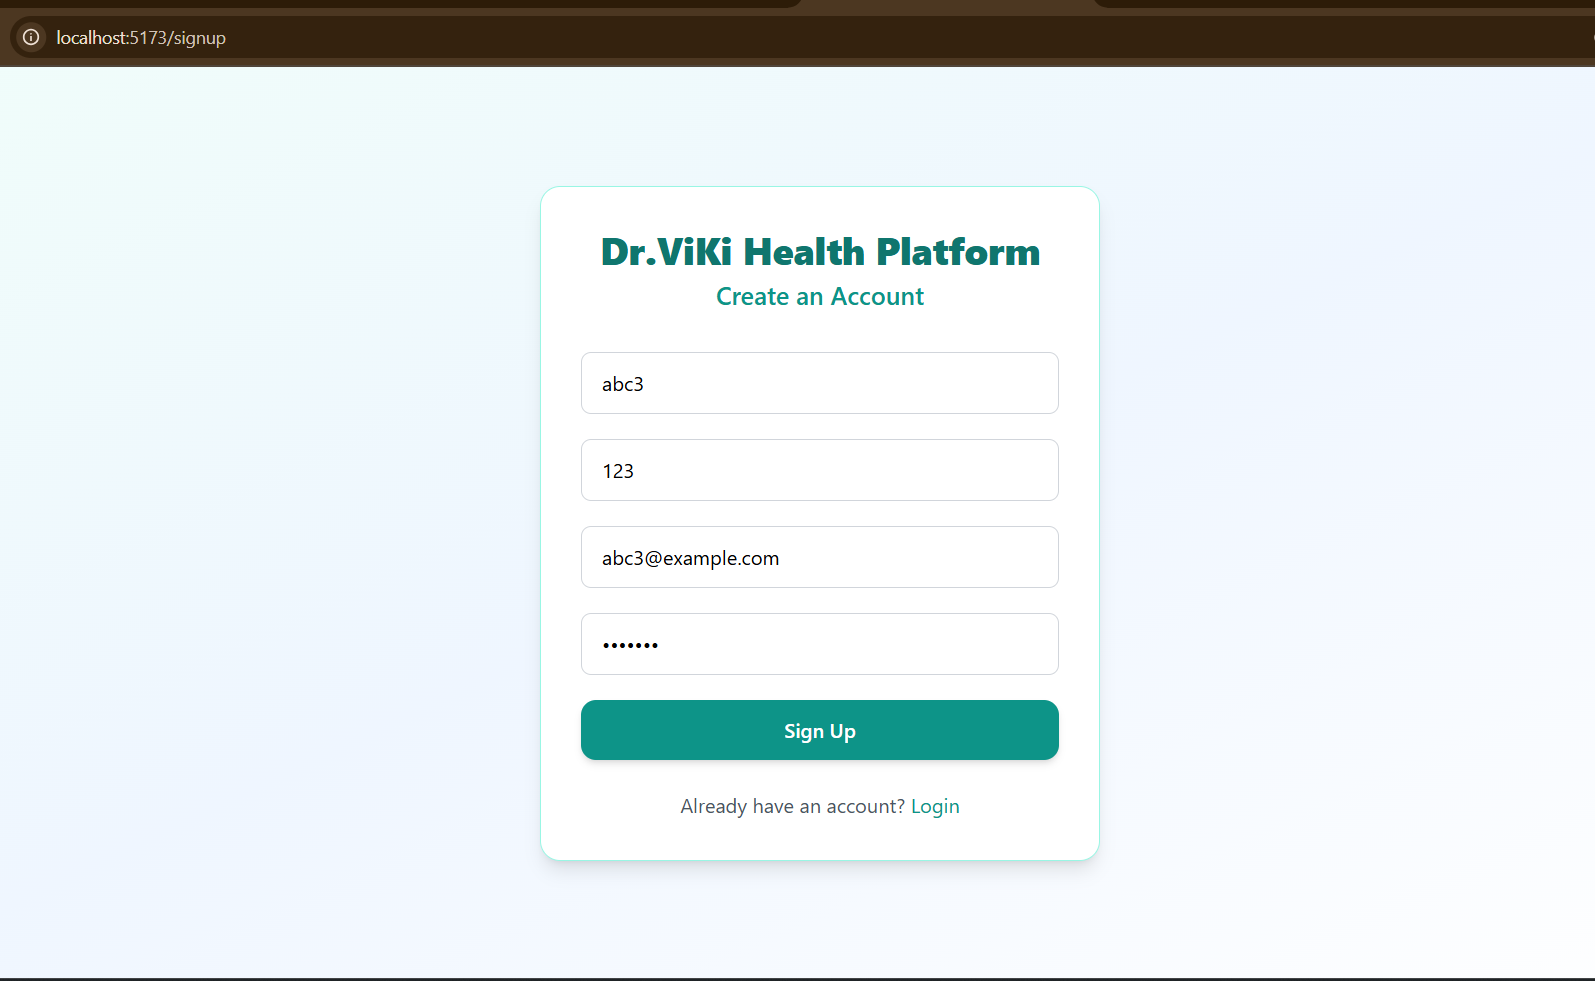 localhost:5173/signup
Dr.ViKi Health Platform
Create an Account
abc3
123
abc3@example.com
•••••••
Sign Up
Already have an account? Login